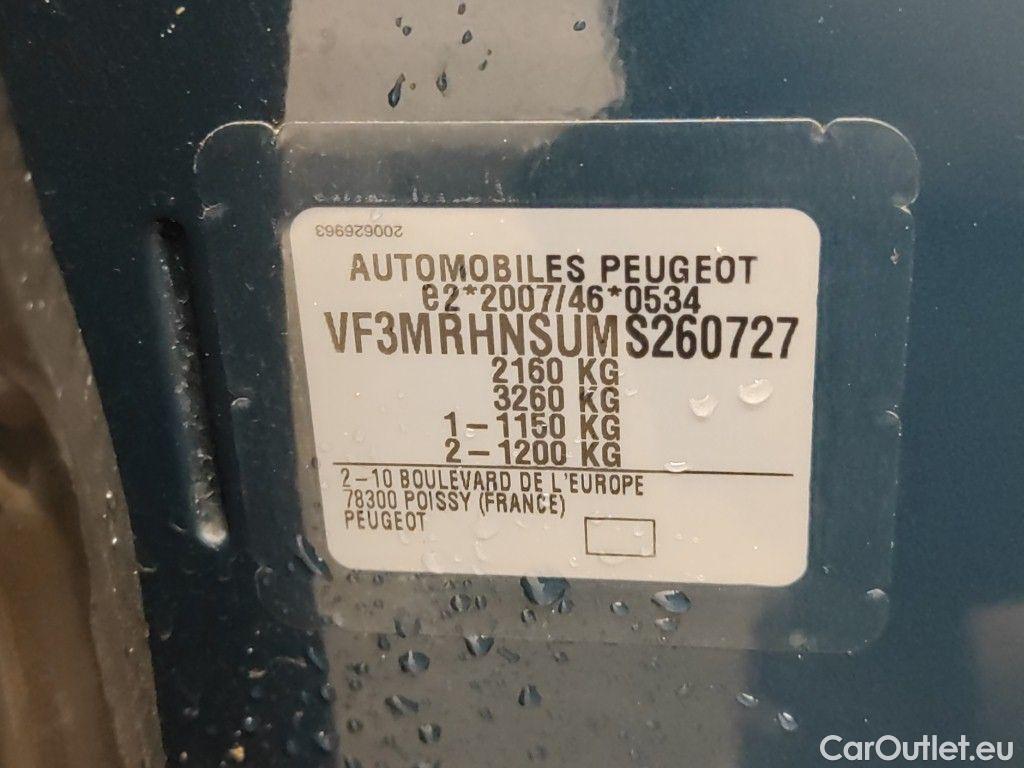 200626963
AUTOMOBILES PEUGEOT
e2*2007/46*0534
VF3MRHNSUMS260727
2160 KG
3260 KG
1-1150 KG
2-1200 KG
2-10 BOULEVARD DE L'EUROPE
78300 POISSY (FRANCE)
PEUGEOT
CarOutlet.eu